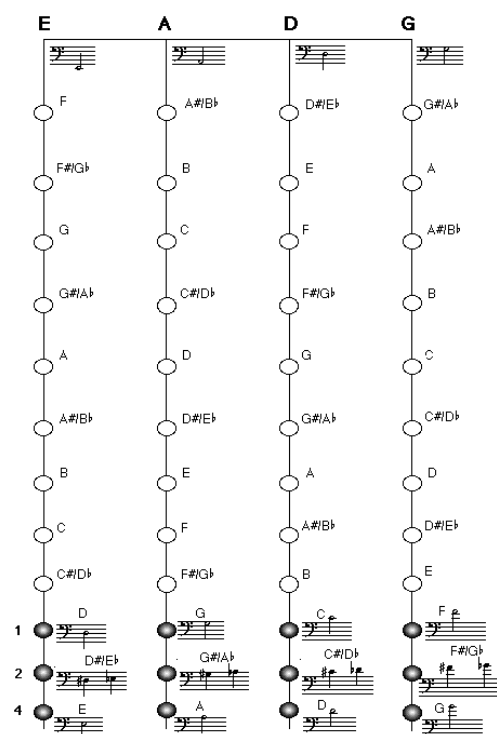 E A D G
F A#/B♭ D#/E♭ G#/A♭
F#/G♭ B E A
G C F A#/B♭
G#/A♭ C#/D♭ F#/G♭ B
A D G C
A#/B♭ D#/E♭ G#/A♭ C#/D♭
B E A D
C F A#/B♭ D#/E♭
C#/D♭ F#/G♭ B E
1 D G C F
2 D#/E♭ G#/A♭ C#/D♭ F#/G♭
4 E A D G